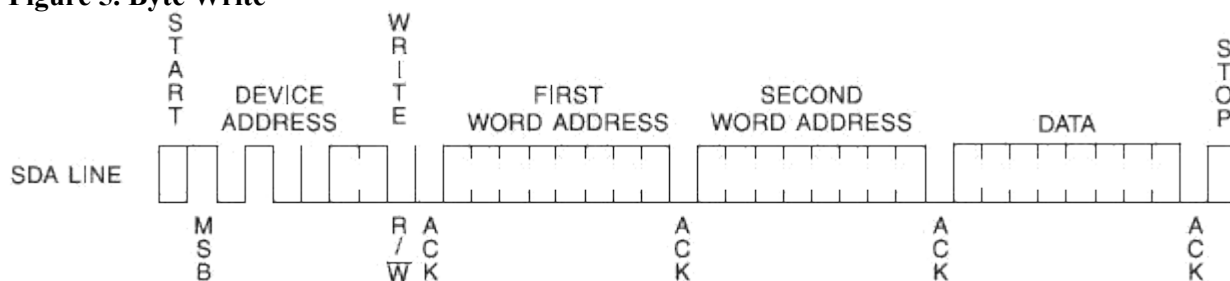 Figure 5. Byte Write
START
WRITE
STOP
DEVICE
ADDRESS
FIRST
WORD ADDRESS
SECOND
WORD ADDRESS
DATA
SDA LINE
MSB
R/W
ACK
ACK
ACK
ACK